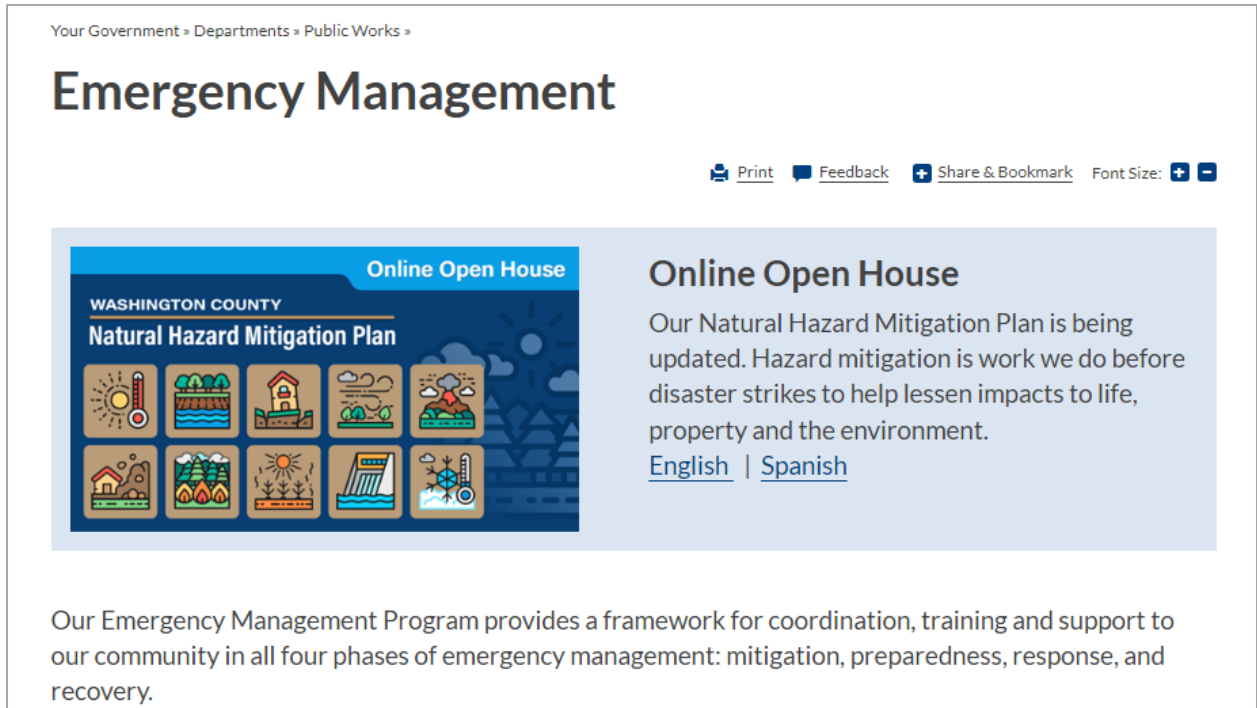 Your Government » Departments » Public Works »
Emergency Management
Print Feedback Share & Bookmark Font Size:
Online Open House
WASHINGTON COUNTY
Natural Hazard Mitigation Plan
Online Open House
Our Natural Hazard Mitigation Plan is being
updated. Hazard mitigation is work we do before
disaster strikes to help lessen impacts to life,
property and the environment.
English | Spanish
Our Emergency Management Program provides a framework for coordination, training and support to
our community in all four phases of emergency management: mitigation, preparedness, response, and
recovery.